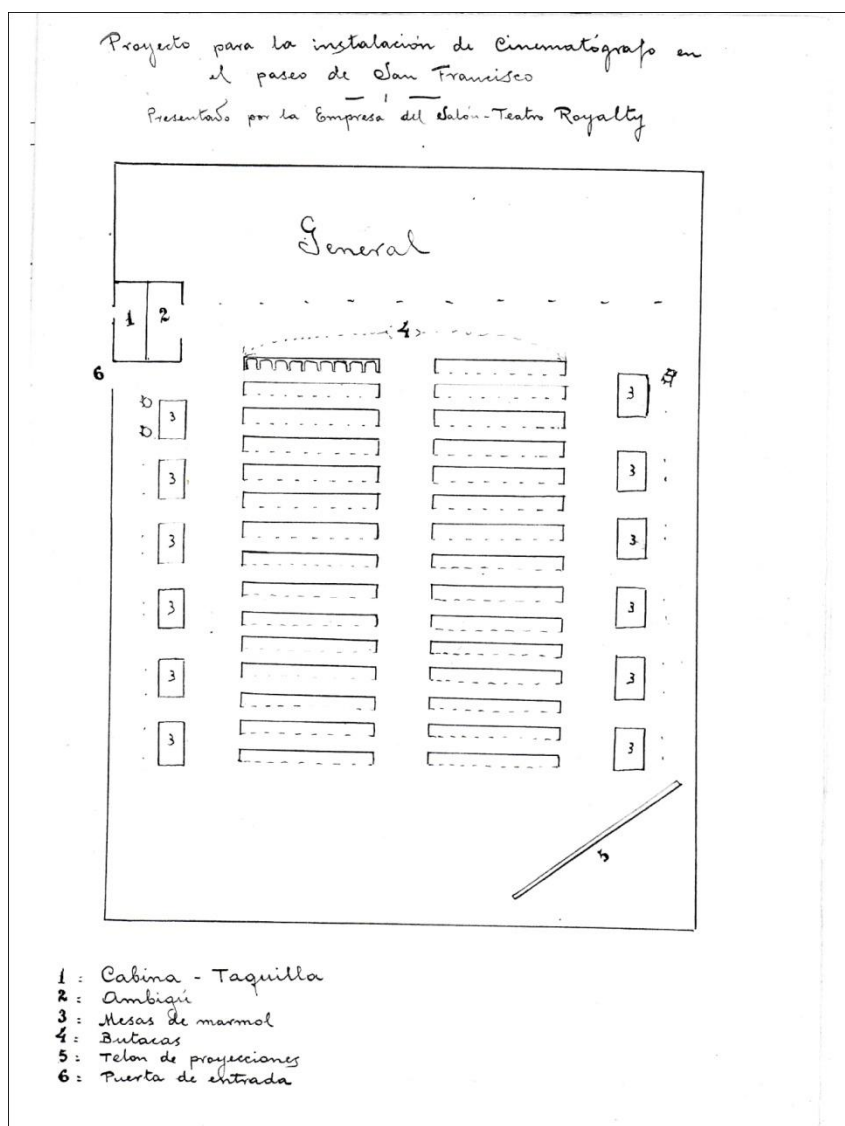 Proyecto para la instalación de Cinematógrafo en
el paseo de San Francisco
Presentado por la Empresa del Salón-Teatro Royalty
General
1 2
4
6
3 3
3 3
3 3
3 3
3 3
3 3
5
1: Cabina - Taquilla
2: Ambigú
3: Mesas de marmol
4: Butacas
5: Telon de proyecciones
6: Puerta de entrada